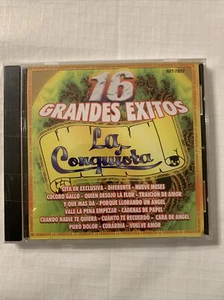 16
GRANDES EXITOS
La
Conquista
CITA EN EXCLUSIVA - DIFERENTE - NUEVE MESES
COCORO GALLO - QUIEN DESHOJO LA FLOR - TRAICIÓN DE AMOR
Y QUE MAS DA - PORQUE LLORANDO UN ANGEL
VALE LA PENA EMPEZAR - CADENAS DE PAPEL
CUANDO NADIE TE QUIERA - CUANTO TE RECUERDO - CARA DE ANGEL
PURO DOLOR - COBARDIA - VUELVE AMOR